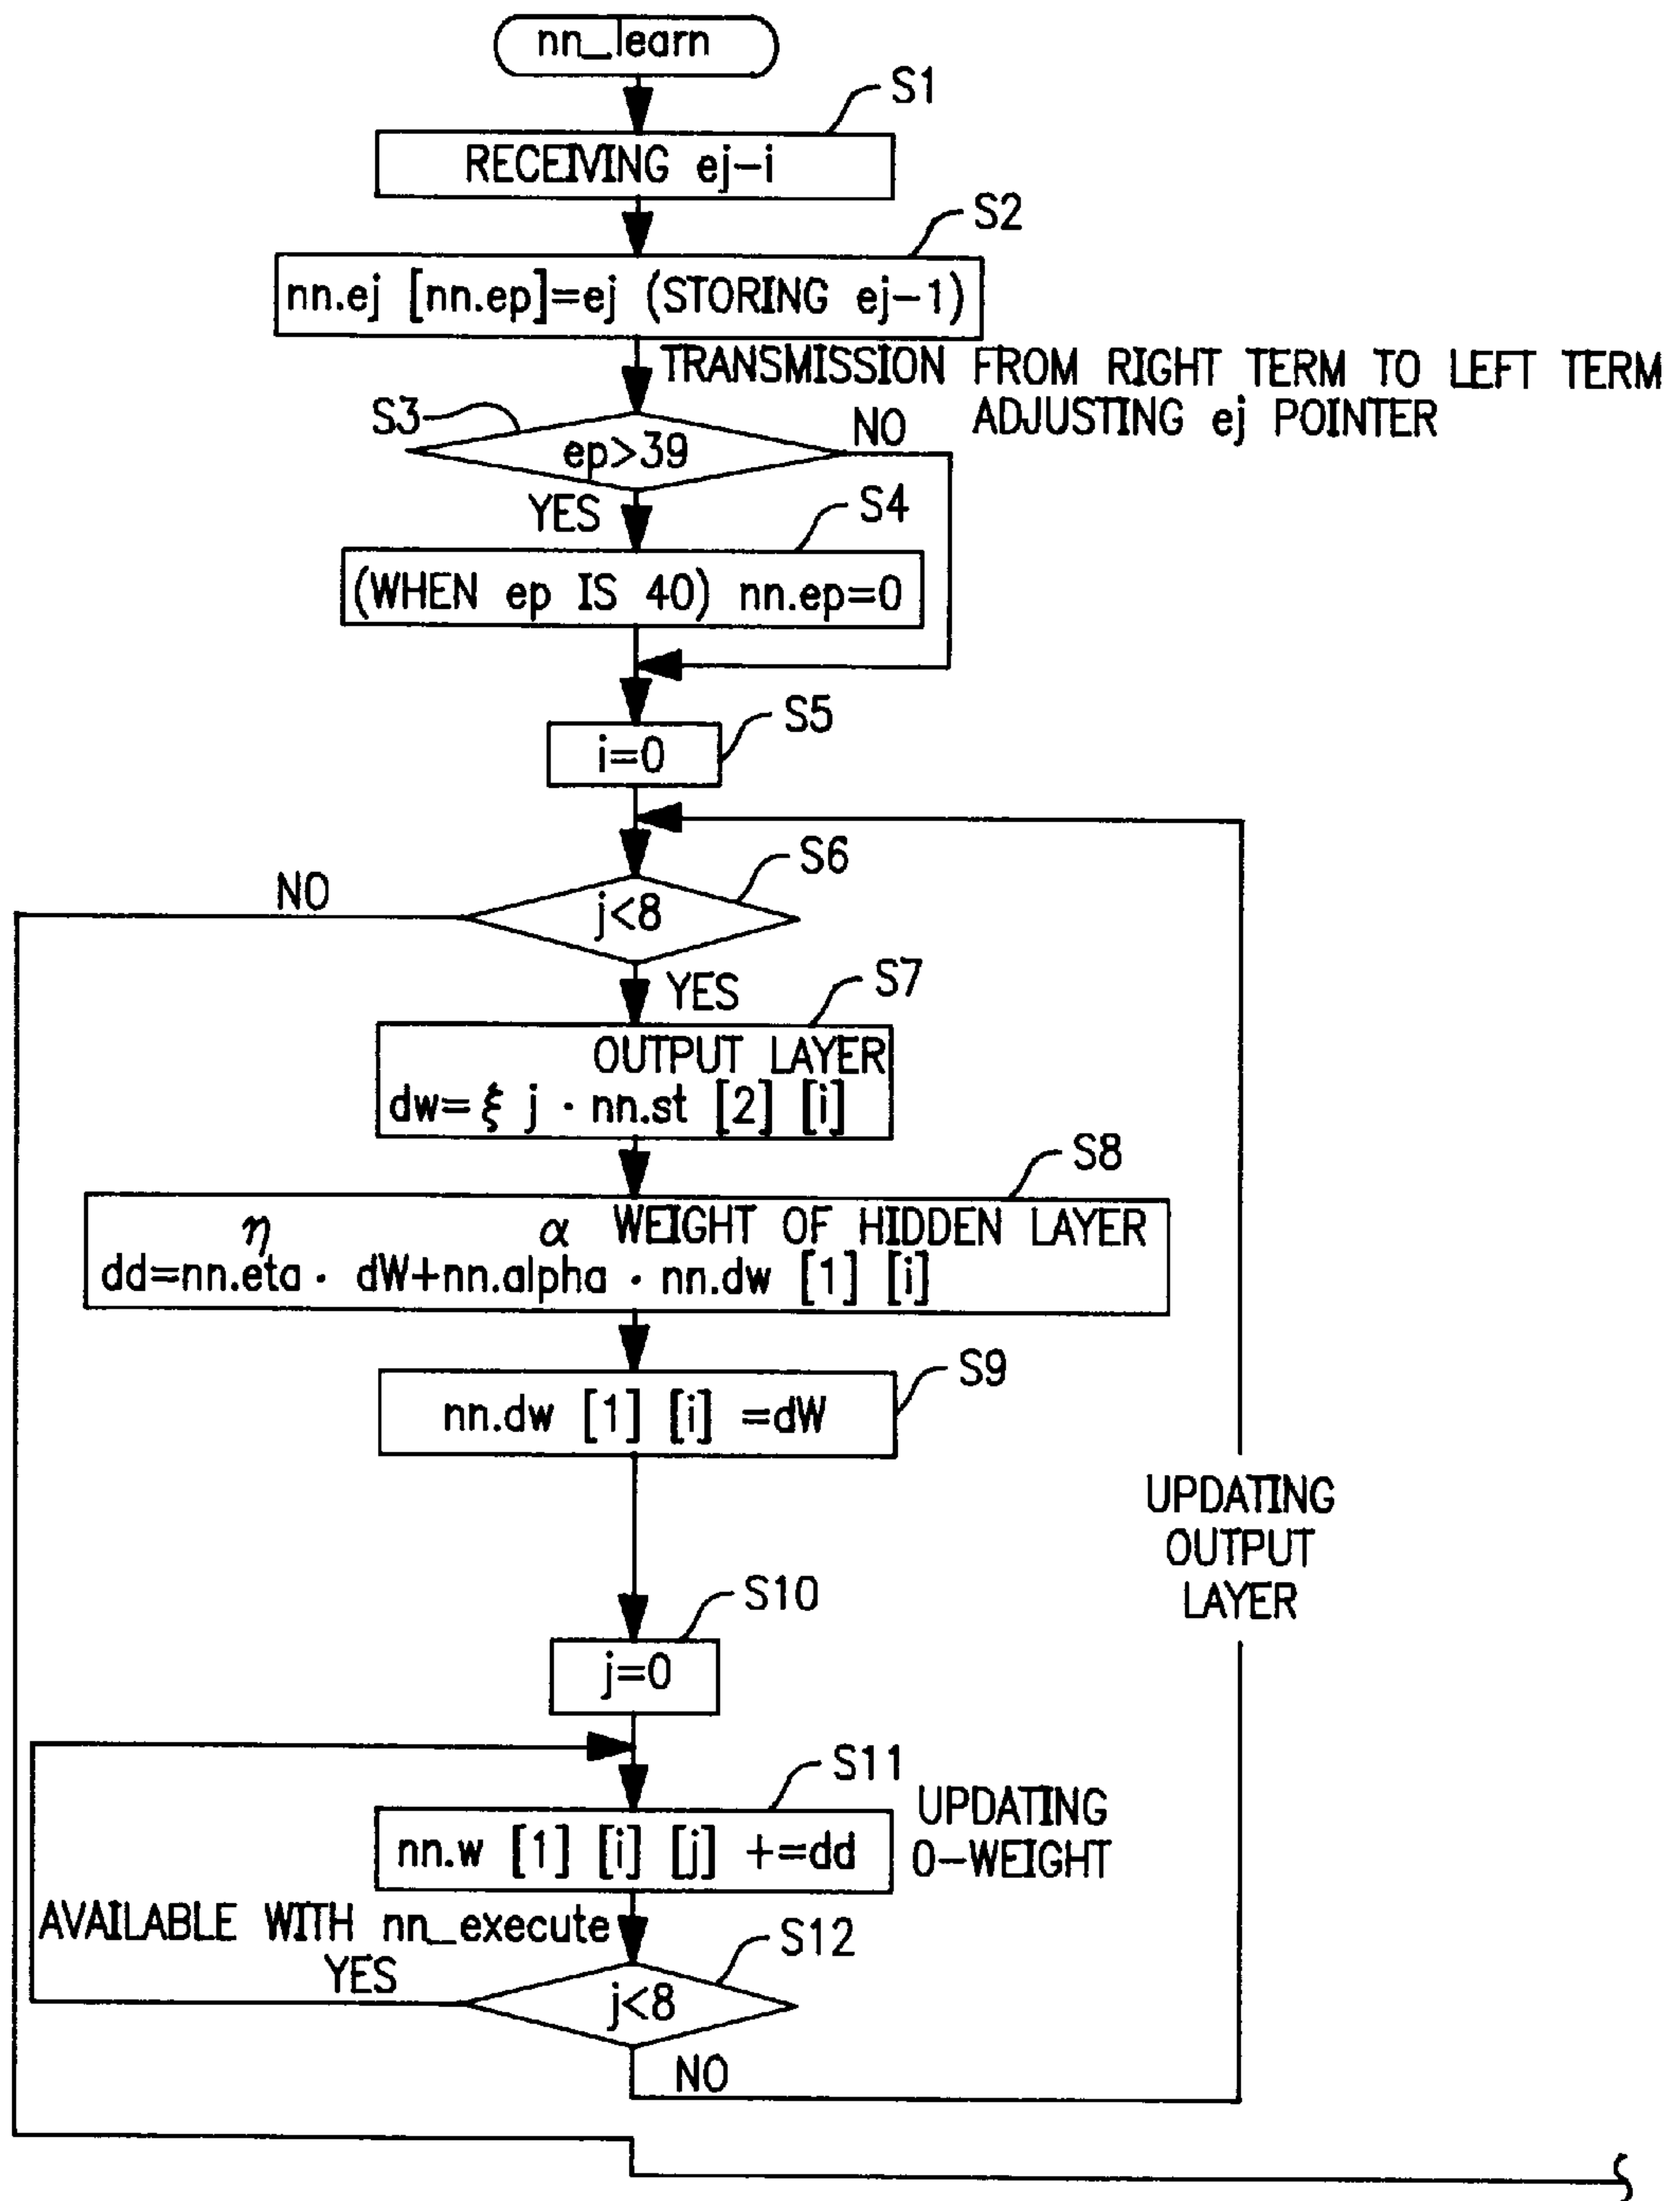 nn_learn
S1
RECEIVING ej-i
S2
nn.ej [nn.ep]=ej (STORING ej-1)
TRANSMISSION FROM RIGHT TERM TO LEFT TERM
ADJUSTING ej POINTER
S3
ep>39
NO
YES
S4
(WHEN ep IS 40) nn.ep=0
S5
i=0
S6
NO
j<8
YES
S7
OUTPUT LAYER
dw=ξ j · nn.st [2] [i]
S8
η α WEIGHT OF HIDDEN LAYER
dd=nn.eta · dW+nn.alpha · nn.dw [1] [i]
S9
nn.dw [1] [i] =dW
UPDATING
OUTPUT
LAYER
S10
j=0
S11
nn.w [1] [i] [j] +=dd
UPDATING
O-WEIGHT
AVAILABLE WITH nn_execute
S12
YES
j<8
NO